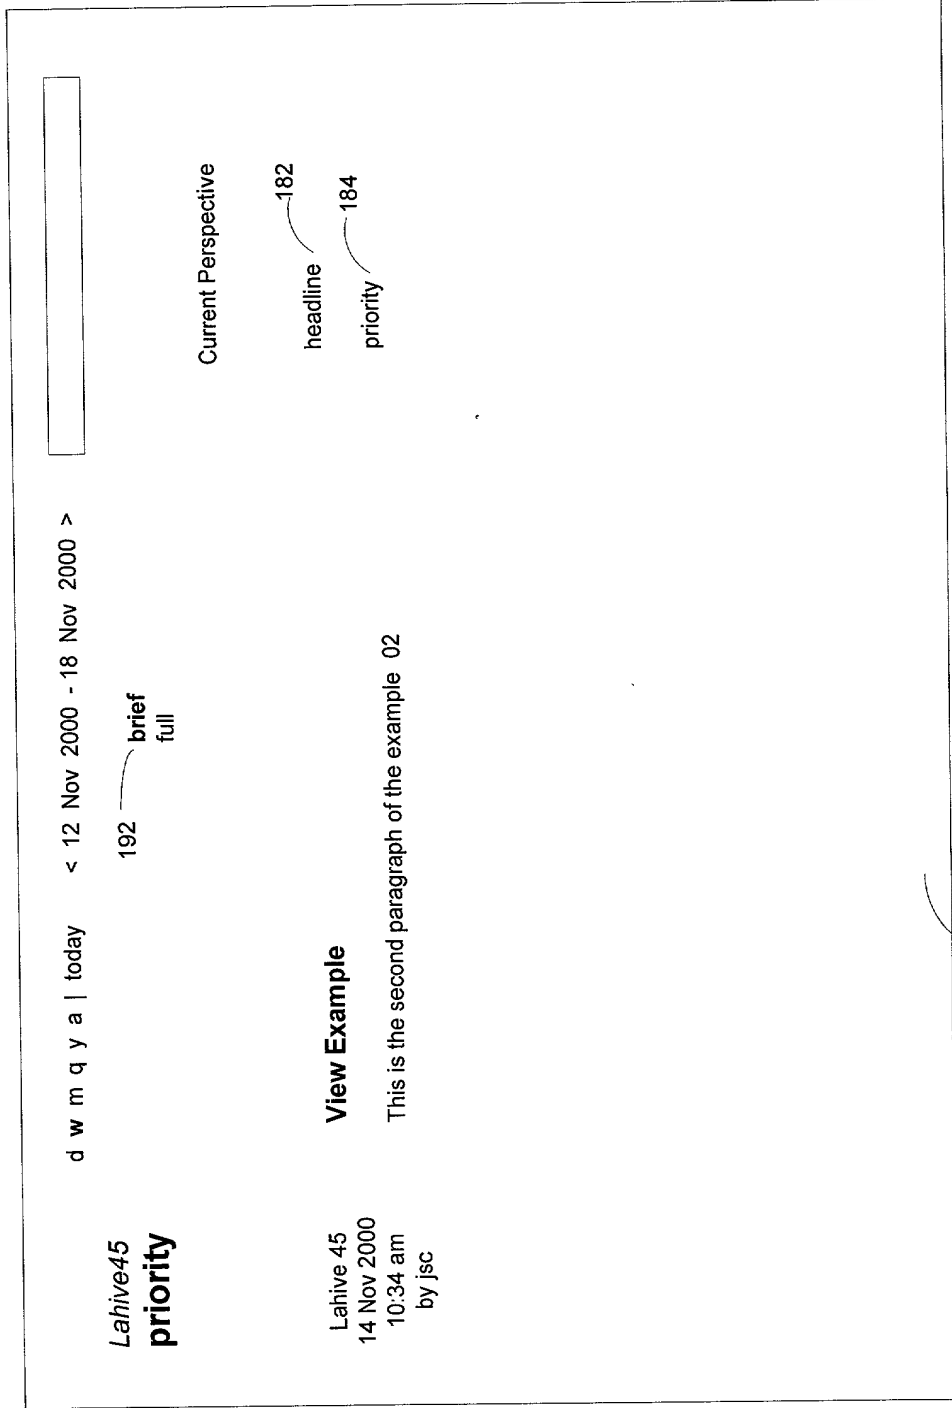 d w m q y a | today < 12 Nov 2000 - 18 Nov 2000 >
Lahive45
priority
192
brief
full
Current Perspective
182
headline
184
priority
Lahive 45
14 Nov 2000
10:34 am
by jsc
View Example
This is the second paragraph of the example 02